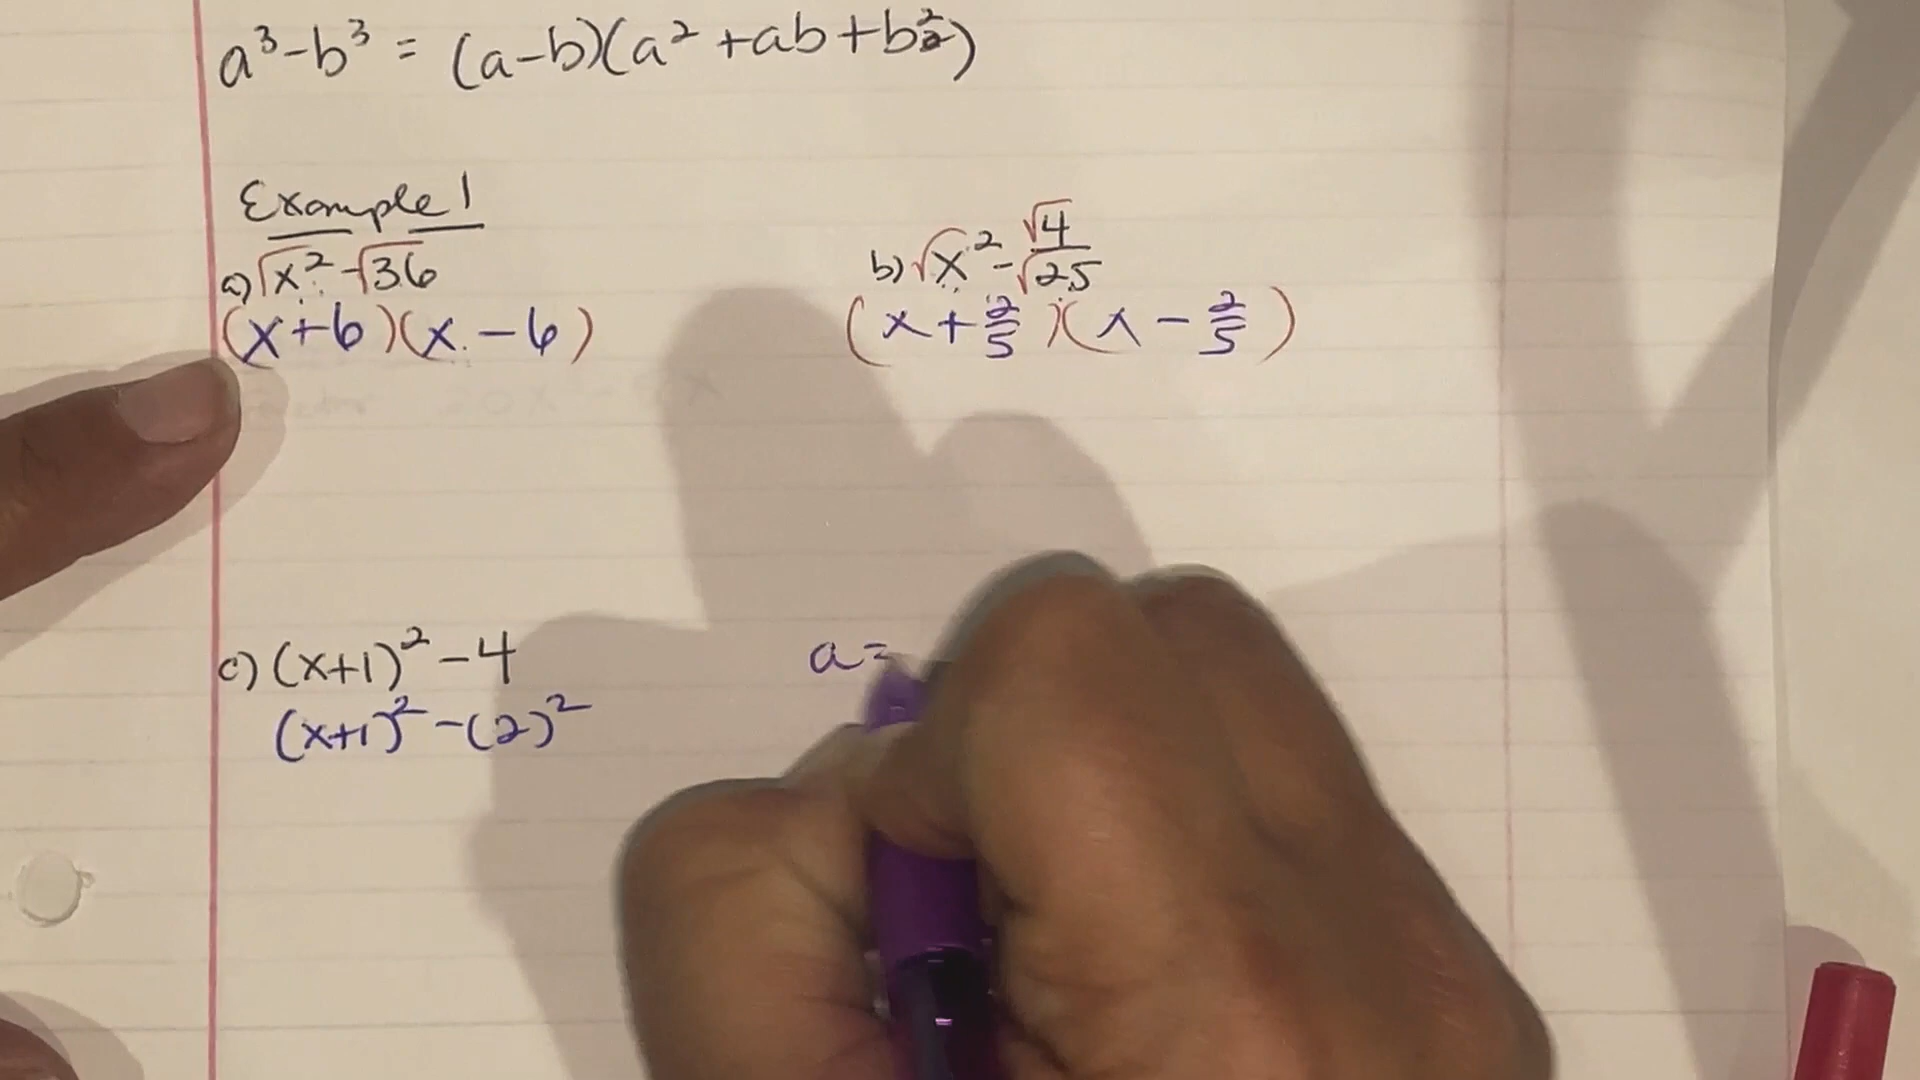 a³-b³ = (a-b)(a² +ab+b²)
Example 1
a) √x² -√36
(x+6)(x-6)
b) √x² - √4/√25
(x+2/5)(x-2/5)
c) (x+1)² -4
(x+1)² -(2)²
a=